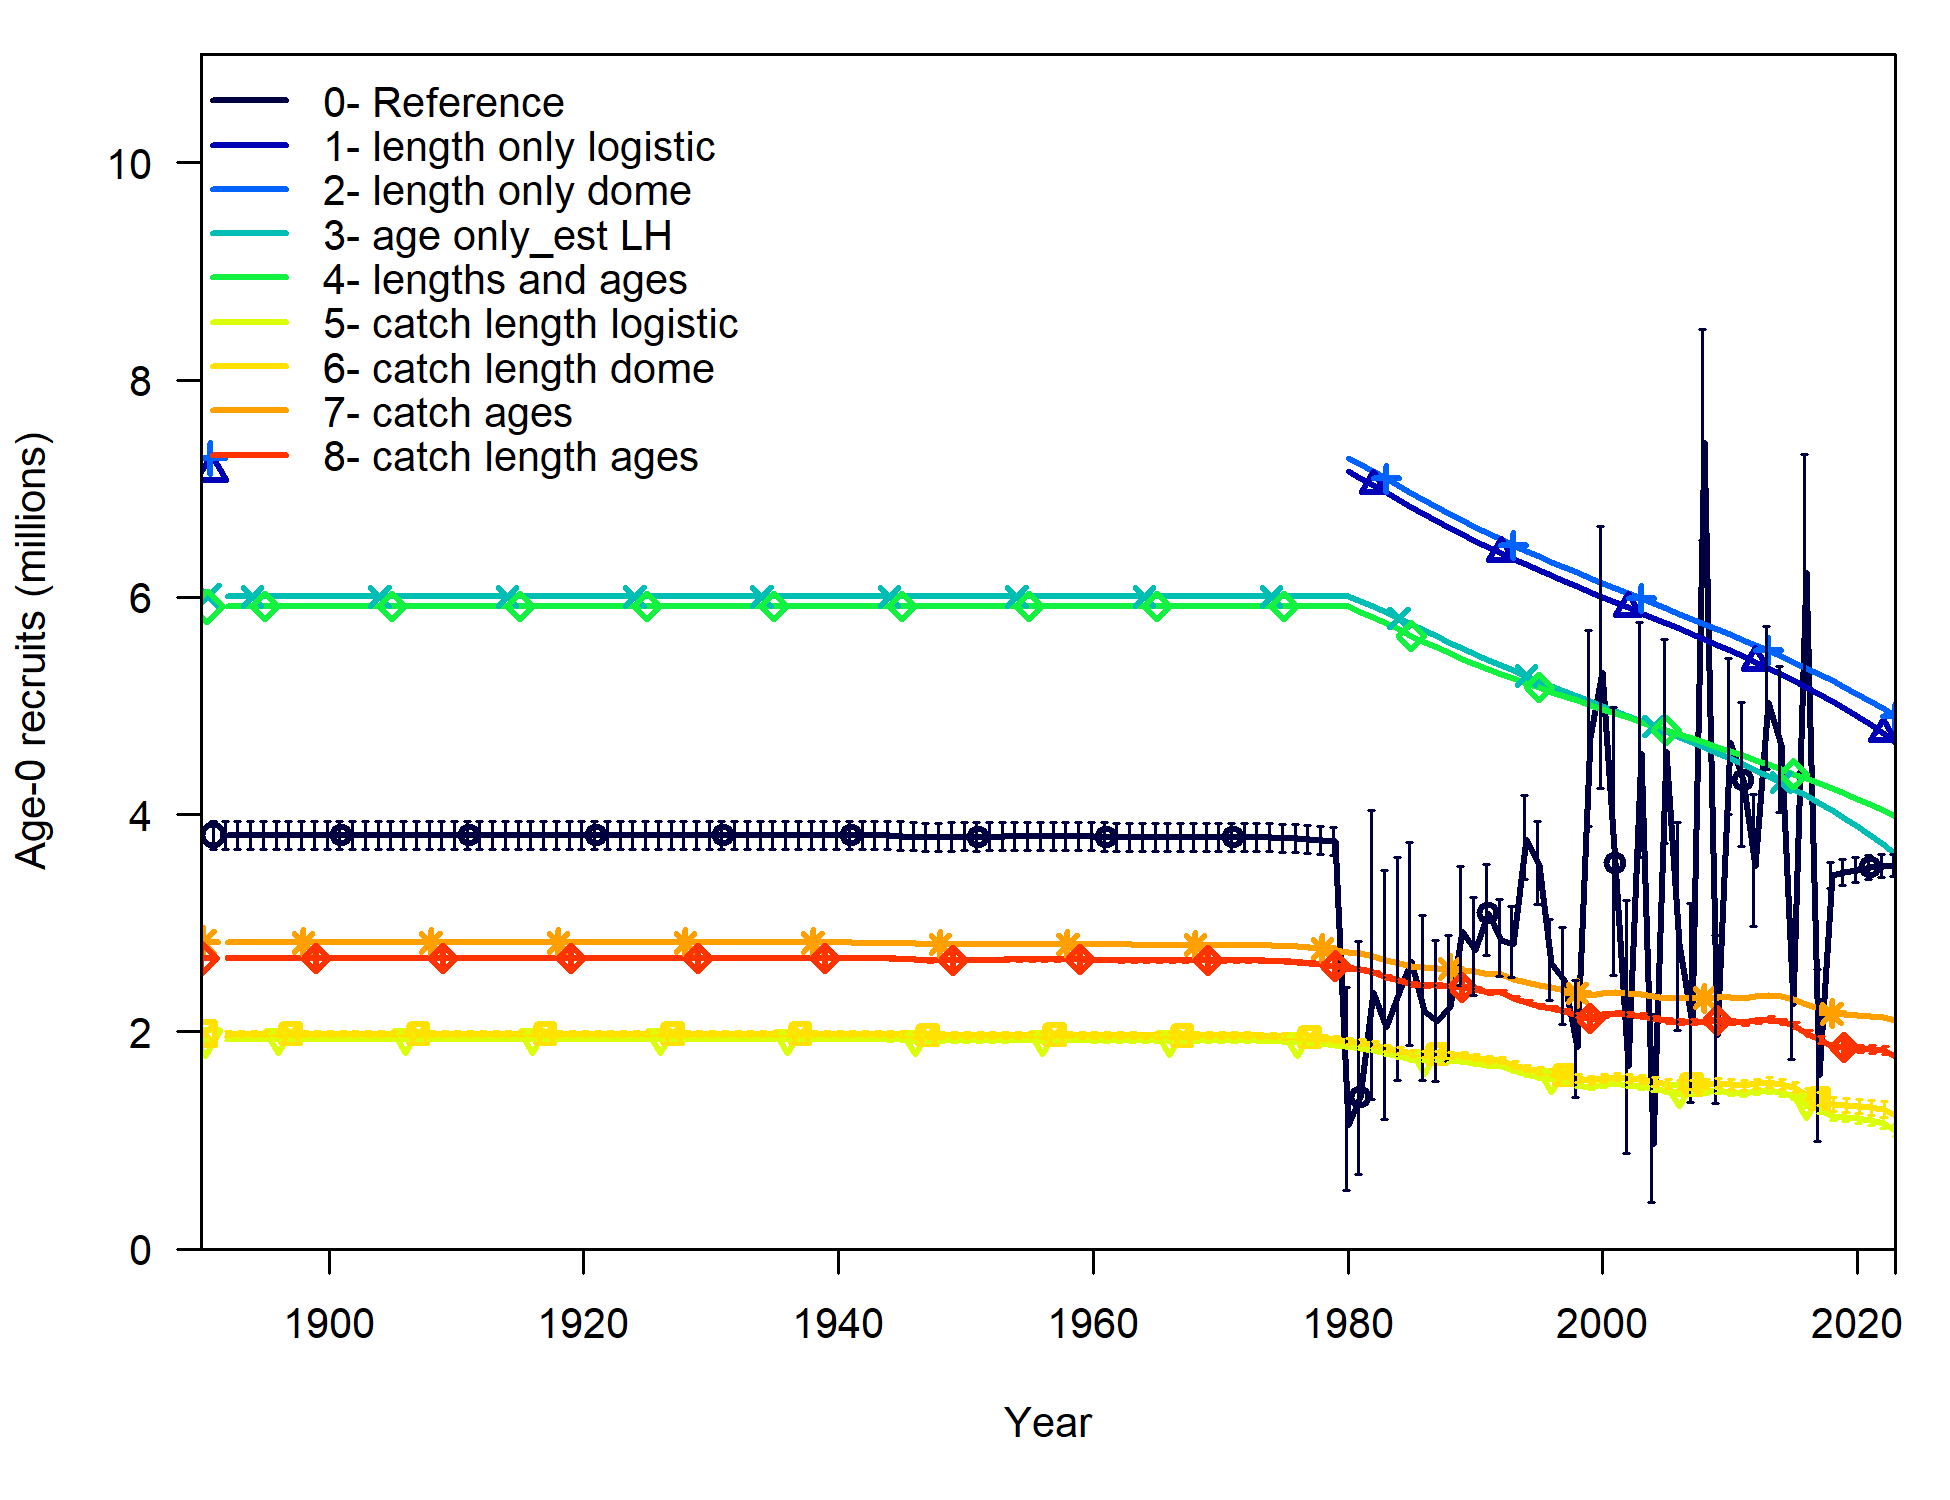 0- Reference
1- length only logistic
2- length only dome
3- age only_est LH
4- lengths and ages
5- catch length logistic
6- catch length dome
7- catch ages
8- catch length ages
Age-0 recruits (millions)
10
8
6
4
2
0
1900 1920 1940 1960 1980 2000 2020
Year